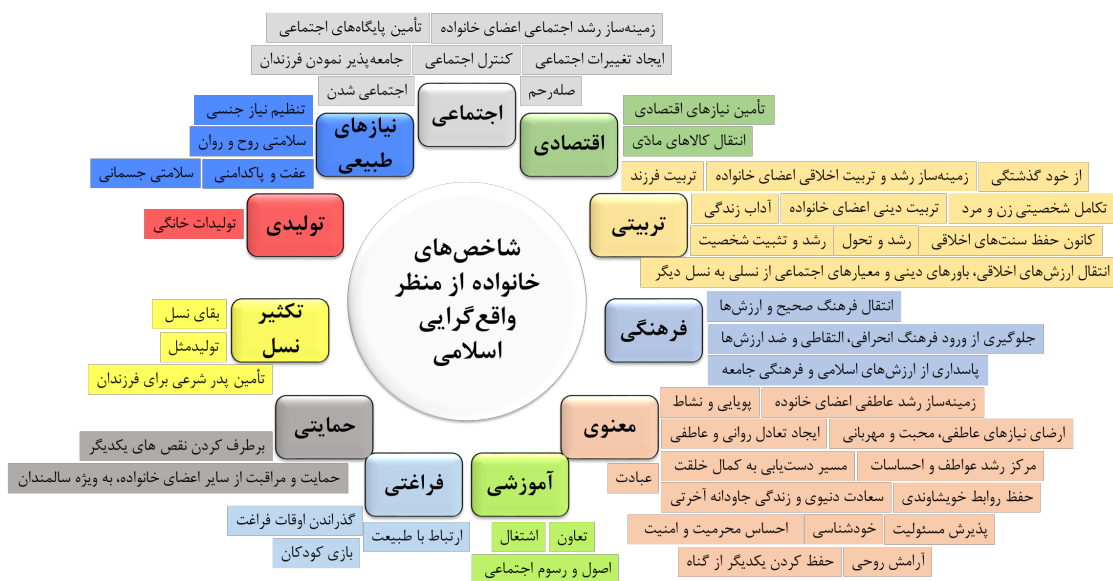 شاخص‌های
خانواده از منظر
واقع‌گرایی
اسلامی
اجتماعی
زمینه‌ساز رشد اجتماعی اعضای خانواده
تأمین پایگاه‌های اجتماعی
ایجاد تغییرات اجتماعی
کنترل اجتماعی
جامعه‌پذیر نمودن فرزندان
صله‌رحم
اجتماعی شدن
اقتصادی
تأمین نیازهای اقتصادی
انتقال کالاهای مادّی
تربیتی
از خود گذشتگی
زمینه‌ساز رشد و تربیت اخلاقی اعضای خانواده
تربیت فرزند
تکامل شخصیتی زن و مرد
تربیت دینی اعضای خانواده
آداب زندگی
کانون حفظ سنت‌های اخلاقی
رشد و تحول
رشد و تثبیت شخصیت
انتقال ارزش‌های اخلاقی، باورهای دینی و معیارهای اجتماعی از نسلی به نسل دیگر
فرهنگی
انتقال فرهنگ صحیح و ارزش‌ها
جلوگیری از ورود فرهنگ انحرافی، التقاطی و ضد ارزش‌ها
پاسداری از ارزش‌های اسلامی و فرهنگی جامعه
معنوی
زمینه‌ساز رشد عاطفی اعضای خانوده
پویایی و نشاط
ارضای نیازهای عاطفی، محبت و مهربانی
ایجاد تعادل روانی و عاطفی
مرکز رشد عواطف و احساسات
مسیر دست‌یابی به کمال خلقت
عبادت
حفظ روابط خویشاوندی
سعادت دنیوی و زندگی جاودانه آخرتی
پذیرش مسئولیت
خودشناسی
احساس محرمیت و امنیت
آرامش روحی
حفظ کردن یکدیگر از گناه
آموزشی
تعاون
اشتغال
اصول و رسوم اجتماعی
فراغتی
ارتباط با طبیعت
گذراندن اوقات فراغت
بازی کودکان
حمایتی
برطرف کردن نقص های یکدیگر
حمایت و مراقبت از سایر اعضای خانواده، به ویژه سالمندان
تکثیر
نسل
بقای نسل
تولیدمثل
تأمین پدر شرعی برای فرزندان
تولیدی
تولیدات خانگی
نیازهای
طبیعی
تنظیم نیاز جنسی
سلامتی روح و روان
عفت و پاکدامنی
سلامتی جسمانی